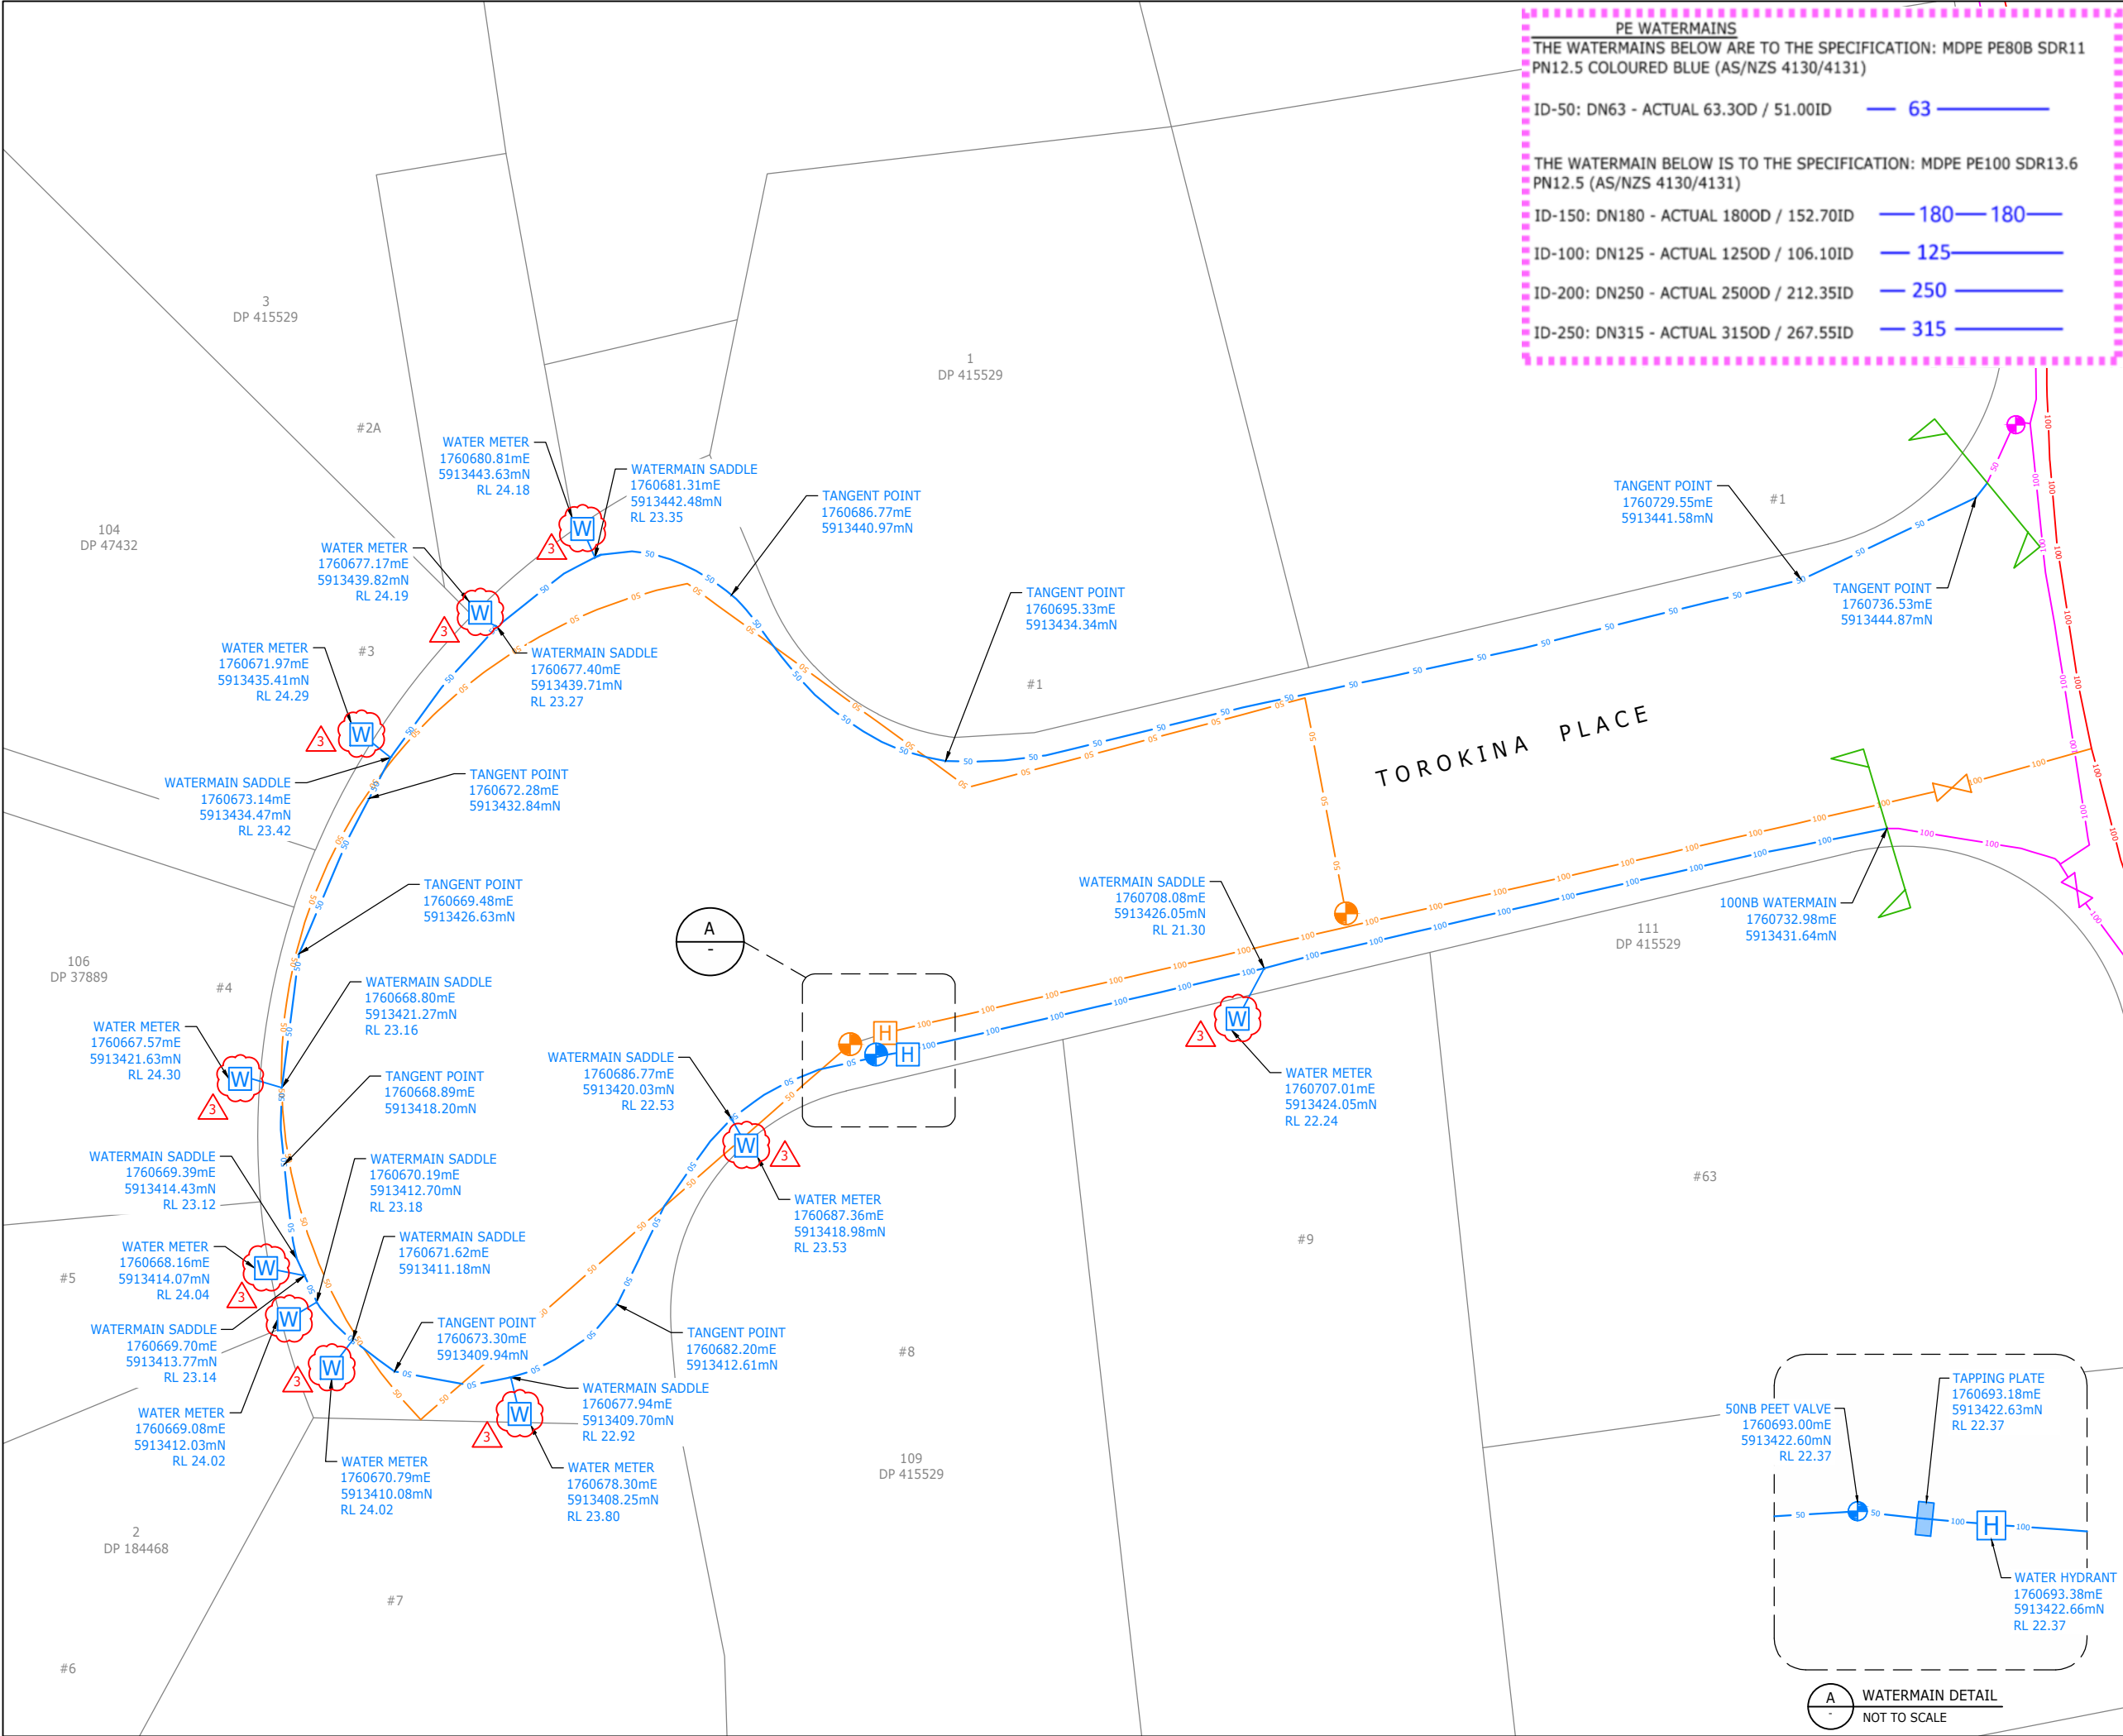 PE WATERMAINS
THE WATERMAINS BELOW ARE TO THE SPECIFICATION: MDPE PE80B SDR11
PN12.5 COLOURED BLUE (AS/NZS 4130/4131)
ID-50: DN63 - ACTUAL 63.3OD / 51.00ID 63
THE WATERMAIN BELOW IS TO THE SPECIFICATION: MDPE PE100 SDR13.6
PN12.5 (AS/NZS 4130/4131)
ID-150: DN180 - ACTUAL 180OD / 152.70ID 180 180
ID-100: DN125 - ACTUAL 125OD / 106.10ID 125
ID-200: DN250 - ACTUAL 250OD / 212.35ID 250
ID-250: DN315 - ACTUAL 315OD / 267.55ID 315
3
DP 415529
1
DP 415529
#2A
104
DP 47432
WATER METER
1760680.81mE
5913443.63mN
RL 24.18
3
WATERMAIN SADDLE
1760681.31mE
5913442.48mN
RL 23.35
TANGENT POINT
1760686.77mE
5913440.97mN
TANGENT POINT
1760729.55mE
5913441.58mN
#1
WATER METER
1760677.17mE
5913439.82mN
RL 24.19
3
TANGENT POINT
1760695.33mE
5913434.34mN
TANGENT POINT
1760736.53mE
5913444.87mN
WATER METER
1760671.97mE
5913435.41mN
RL 24.29
3
#3
WATERMAIN SADDLE
1760677.40mE
5913439.71mN
RL 23.27
#1
TOROKINA PLACE
WATERMAIN SADDLE
1760673.14mE
5913434.47mN
RL 23.42
TANGENT POINT
1760672.28mE
5913432.84mN
TANGENT POINT
1760669.48mE
5913426.63mN
A
-
WATERMAIN SADDLE
1760708.08mE
5913426.05mN
RL 21.30
100NB WATERMAIN
1760732.98mE
5913431.64mN
111
DP 415529
106
DP 37889
#4
WATERMAIN SADDLE
1760668.80mE
5913421.27mN
RL 23.16
WATER METER
1760667.57mE
5913421.63mN
RL 24.30
3
TANGENT POINT
1760668.89mE
5913418.20mN
WATERMAIN SADDLE
1760686.77mE
5913420.03mN
RL 22.53
H
H
W
3
WATER METER
1760707.01mE
5913424.05mN
RL 22.24
WATERMAIN SADDLE
1760669.39mE
5913414.43mN
RL 23.12
WATERMAIN SADDLE
1760670.19mE
5913412.70mN
RL 23.18
W
3
WATER METER
1760687.36mE
5913418.98mN
RL 23.53
#63
#9
WATER METER
1760668.16mE
5913414.07mN
RL 24.04
3
WATERMAIN SADDLE
1760671.62mE
5913411.18mN
#5
WATERMAIN SADDLE
1760669.70mE
5913413.77mN
RL 23.14
TANGENT POINT
1760673.30mE
5913409.94mN
TANGENT POINT
1760682.20mE
5913412.61mN
#8
3
WATER METER
1760669.08mE
5913412.03mN
RL 24.02
WATERMAIN SADDLE
1760677.94mE
5913409.70mN
RL 22.92
3
WATER METER
1760670.79mE
5913410.08mN
RL 24.02
WATER METER
1760678.30mE
5913408.25mN
RL 23.80
109
DP 415529
2
DP 184468
#7
#6
TAPPING PLATE
1760693.18mE
5913422.63mN
RL 22.37
50NB PEET VALVE
1760693.00mE
5913422.60mN
RL 22.37
50 50 100 H 100
WATER HYDRANT
1760693.38mE
5913422.66mN
RL 22.37
A
-
WATERMAIN DETAIL
NOT TO SCALE